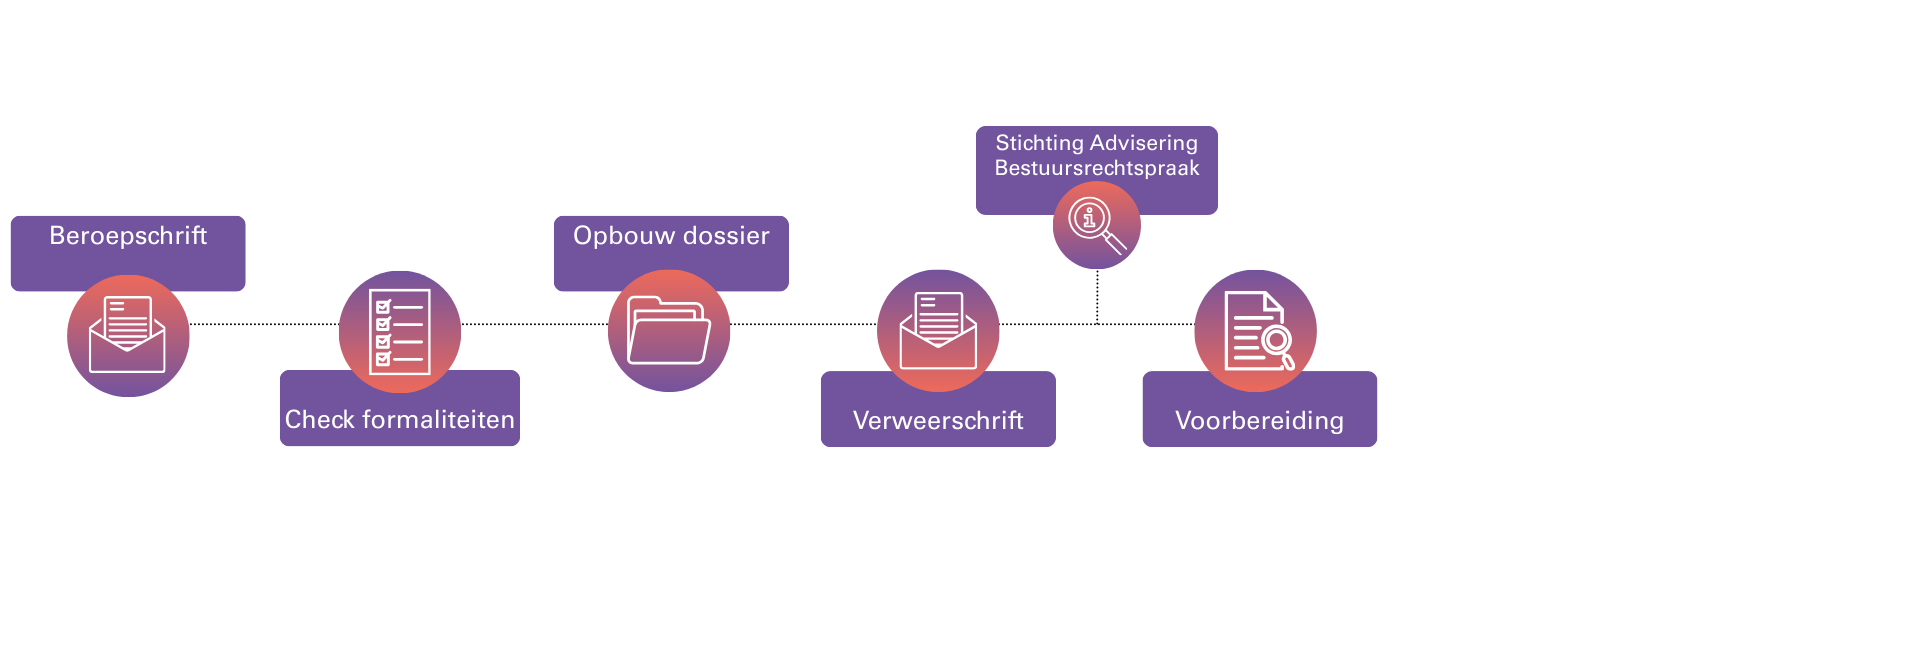 Beroepschrift
Check formaliteiten
Opbouw dossier
Verweerschrift
Stichting Advisering
Bestuursrechtspraak
Voorbereiding